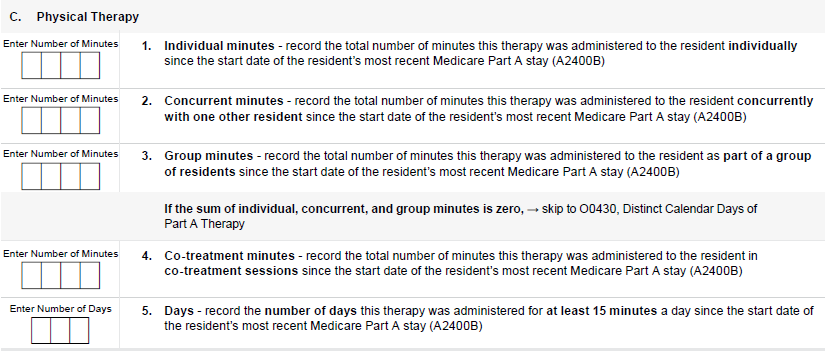 C. Physical Therapy
Enter Number of Minutes
1. Individual minutes - record the total number of minutes this therapy was administered to the resident individually
since the start date of the resident's most recent Medicare Part A stay (A2400B)
Enter Number of Minutes
2. Concurrent minutes - record the total number of minutes this therapy was administered to the resident concurrently
with one other resident since the start date of the resident's most recent Medicare Part A stay (A2400B)
Enter Number of Minutes
3. Group minutes - record the total number of minutes this therapy was administered to the resident as part of a group
of residents since the start date of the resident's most recent Medicare Part A stay (A2400B)
If the sum of individual, concurrent, and group minutes is zero, → skip to O0430, Distinct Calendar Days of
Part A Therapy
Enter Number of Minutes
4. Co-treatment minutes - record the total number of minutes this therapy was administered to the resident in
co-treatment sessions since the start date of the resident's most recent Medicare Part A stay (A2400B)
Enter Number of Days
5. Days - record the number of days this therapy was administered for at least 15 minutes a day since the start date of
the resident's most recent Medicare Part A stay (A2400B)